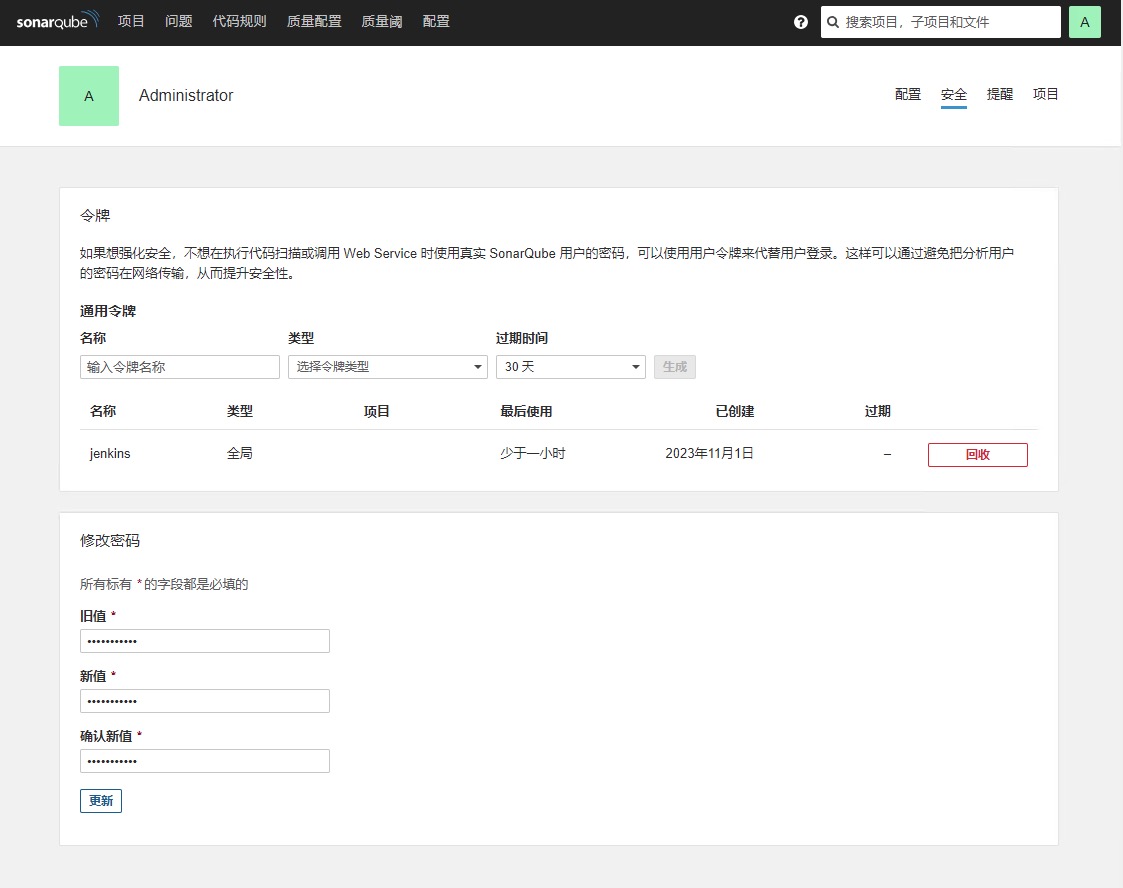 sonarqube 项目 问题 代码规则 质量配置 质量阈 配置 ? 搜索项目，子项目和文件 A
A Administrator 配置 安全 提醒 项目
令牌
如果想强化安全，不想在执行代码扫描或调用 Web Service 时使用真实 SonarQube 用户的密码，可以使用用户令牌来代替用户登录。这样可以通过避免把分析用户
的密码在网络传输，从而提升安全性。
通用令牌
名称 类型 过期时间
输入令牌名称 选择令牌类型 30 天 生成
名称 类型 项目 最后使用 已创建 过期
jenkins 全局 少于一小时 2023年11月1日 – 回收
修改密码
所有标有 * 的字段都是必填的
旧值 *
•••••••••••
新值 *
•••••••••••
确认新值 *
•••••••••••
更新